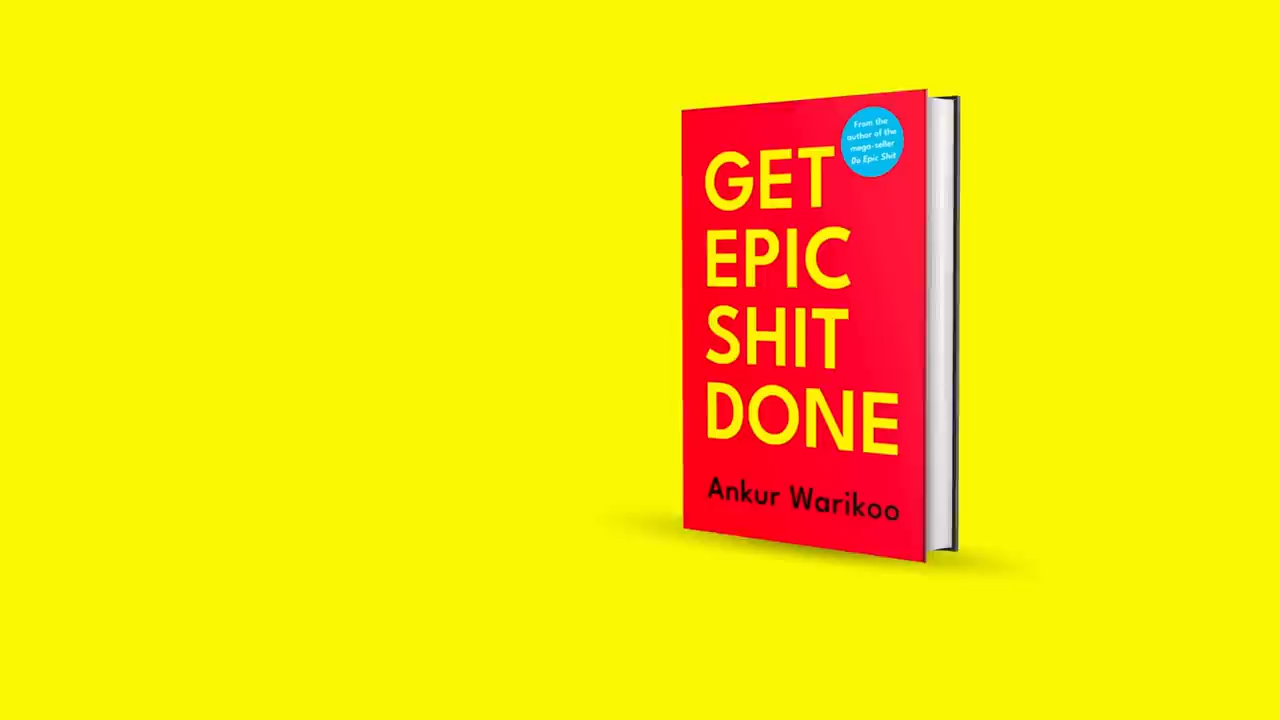 From the
author of the
mega-seller
Do Epic Shit
GET
EPIC
SHIT
DONE
Ankur Warikoo